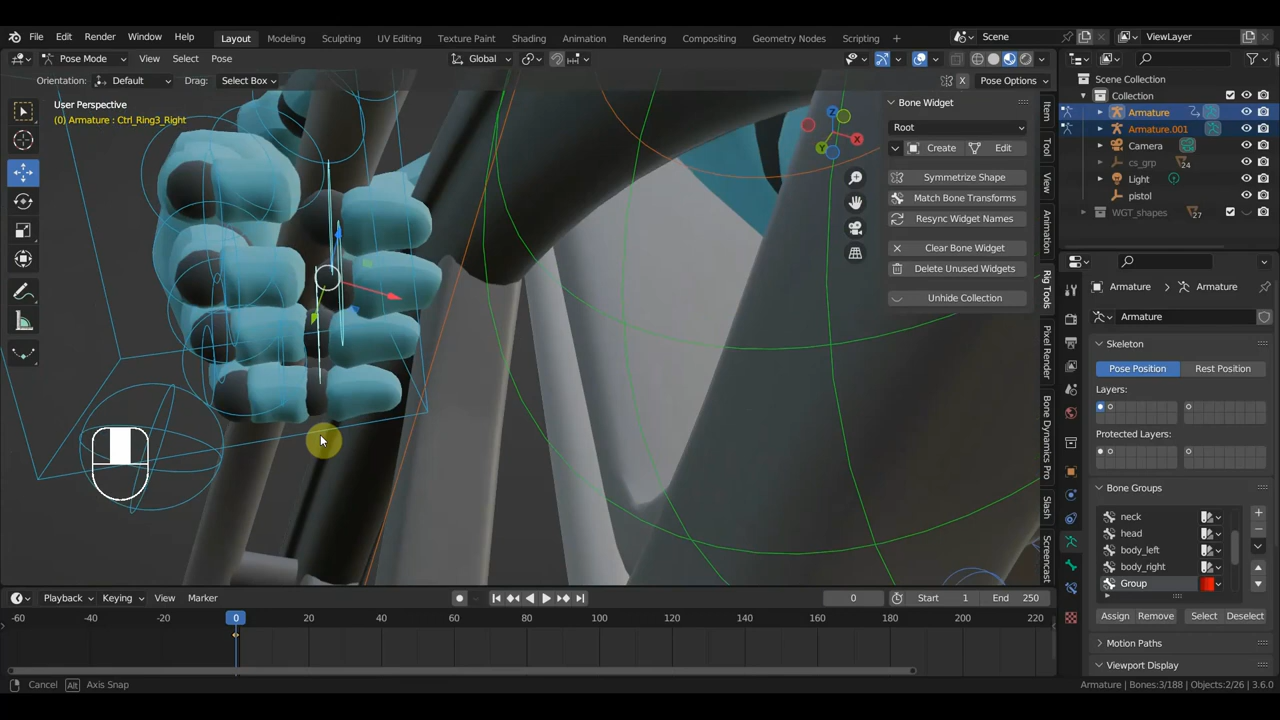 File Edit Render Window Help Layout Modeling Sculpting UV Editing Texture Paint Shading Animation Rendering Compositing Geometry Nodes Scripting + Scene ViewLayer
Pose Mode View Select Pose Global
Orientation: Default Drag: Select Box X Pose Options
User Perspective
(0) Armature : Ctrl_Ring3_Right
Bone Widget
Root
Create Edit
Symmetrize Shape
Match Bone Transforms
Resync Widget Names
Clear Bone Widget
Delete Unused Widgets
Unhide Collection
Item
Tool
View
Animation
Rig Tools
Pixel Render
Bone Dynamics Pro
Slash
Screencast
Z
X
Y
Scene Collection
Collection
Armature
Armature.001
Camera
cs_grp 24
Light
pistol
WGT_shapes 27
Armature Armature
Armature
Skeleton
Pose Position Rest Position
Layers:
Protected Layers:
Bone Groups
neck
head
body_left
body_right
Group
Assign Remove Select Deselect
Motion Paths
Viewport Display
Playback Keying View Marker 0 Start 1 End 250
-60 -40 -20 0 20 40 60 80 100 120 140 160 180 200 220
Cancel Alt Axis Snap Armature | Bones:3/188 | Objects:2/26 | 3.6.0